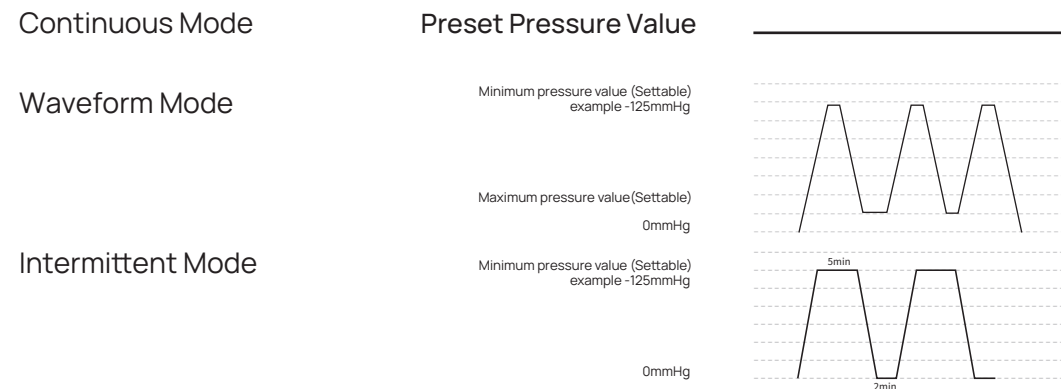 Continuous Mode
Preset Pressure Value
Waveform Mode
Minimum pressure value (Settable)
example -125mmHg
Maximum pressure value(Settable)
0mmHg
Intermittent Mode
Minimum pressure value (Settable)
example -125mmHg
5min
0mmHg
2min